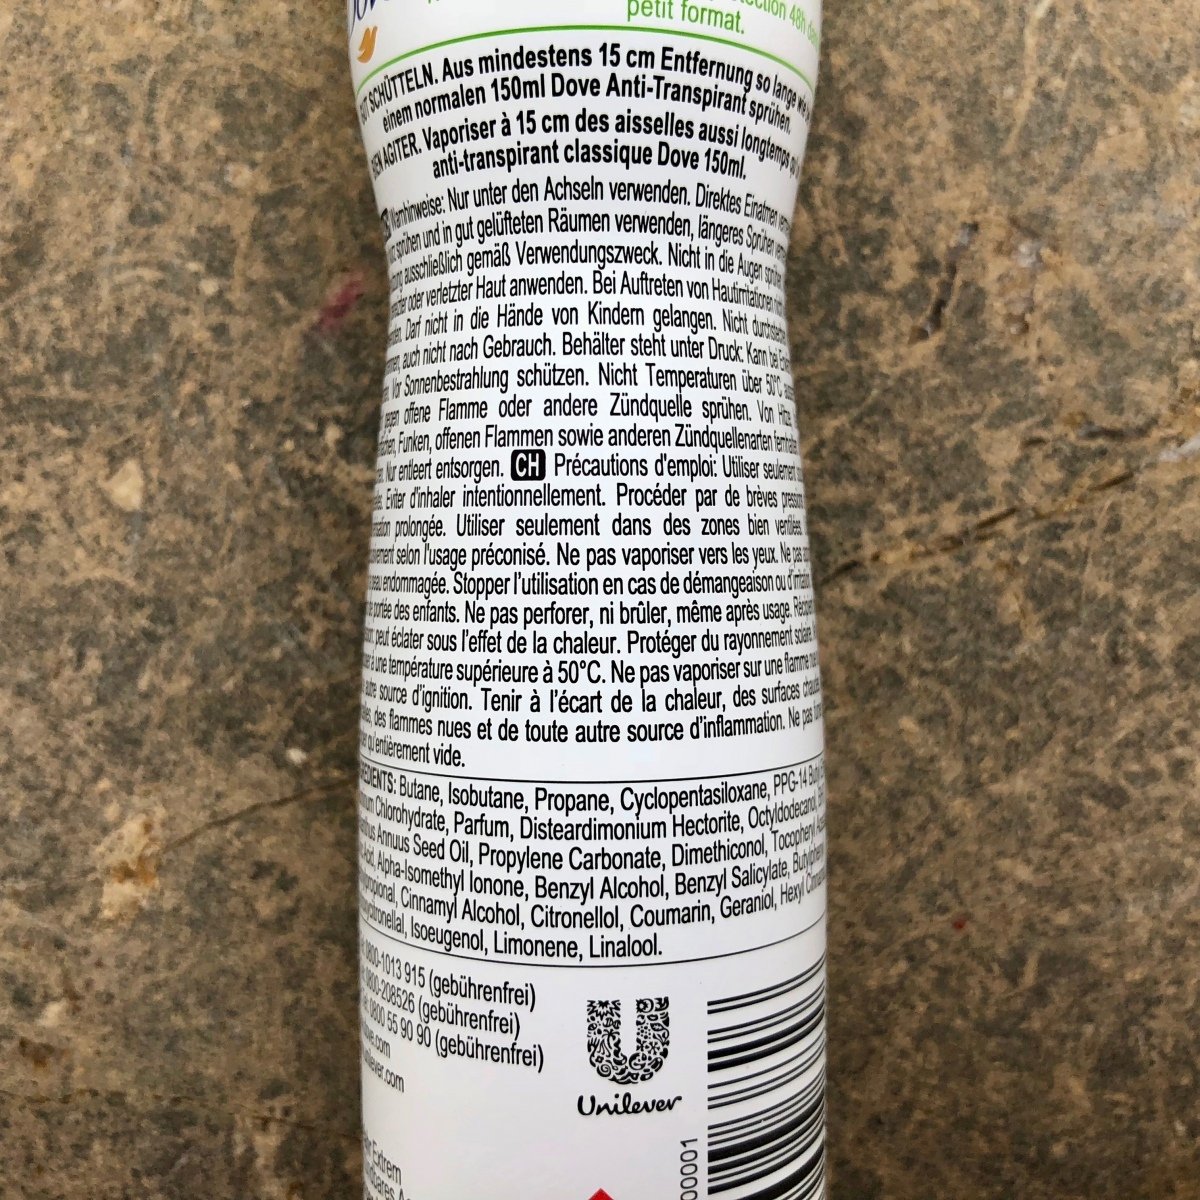 petit format.
SCHÜTTELN. Aus mindestens 15 cm Entfernung so lange
einem normalen 150ml Dove Anti-Transpirant sprühen.
AGITER. Vaporiser à 15 cm des aisselles aussi longtemps
anti-transpirant classique Dove 150ml.
Warnhinweise: Nur unter den Achseln verwenden. Direktes Einatmen
sprühen und in gut gelüfteten Räumen verwenden, längeres Sprühen
ausschließlich gemäß Verwendungszweck. Nicht in die Augen sprühen
oder verletzter Haut anwenden. Bei Auftreten von Hautirritationen
Darf nicht in die Hände von Kindern gelangen. Nicht
auch nicht nach Gebrauch. Behälter steht unter Druck: Kann bei
Vor Sonnenbestrahlung schützen. Nicht Temperaturen über 50°C
gegen offene Flamme oder andere Zündquelle sprühen. Von Hitze
Funken, offenen Flammen sowie anderen Zündquellenarten fernhalten
Nur entleert entsorgen. CH Précautions d'emploi: Utiliser seulement
Eviter d'inhaler intentionnellement. Procéder par de brèves pressions
prolongée. Utiliser seulement dans des zones bien ventilées.
selon l'usage préconisé. Ne pas vaporiser vers les yeux. Ne pas
endommagée. Stopper l'utilisation en cas de démangeaison ou d'irritation
portée des enfants. Ne pas perforer, ni brûler, même après usage.
peut éclater sous l'effet de la chaleur. Protéger du rayonnement solaire.
à une température supérieure à 50°C. Ne pas vaporiser sur une flamme
autre source d'ignition. Tenir à l'écart de la chaleur, des surfaces
des flammes nues et de toute autre source d'inflammation. Ne pas
qu'entièrement vide.
Butane, Isobutane, Propane, Cyclopentasiloxane, PPG-14
Chlorohydrate, Parfum, Disteardimonium Hectorite, Octyldodecanol,
Annuus Seed Oil, Propylene Carbonate, Dimethiconol, Tocopheryl
Alpha-Isomethyl Ionone, Benzyl Alcohol, Benzyl Salicylate,
Cinnamyl Alcohol, Citronellol, Coumarin, Geraniol, Hexyl
Isoeugenol, Limonene, Linalool.
0800-1013 915 (gebührenfrei)
0800-208526 (gebührenfrei)
0800 55 90 90 (gebührenfrei)
Unilever
00001
Extrem